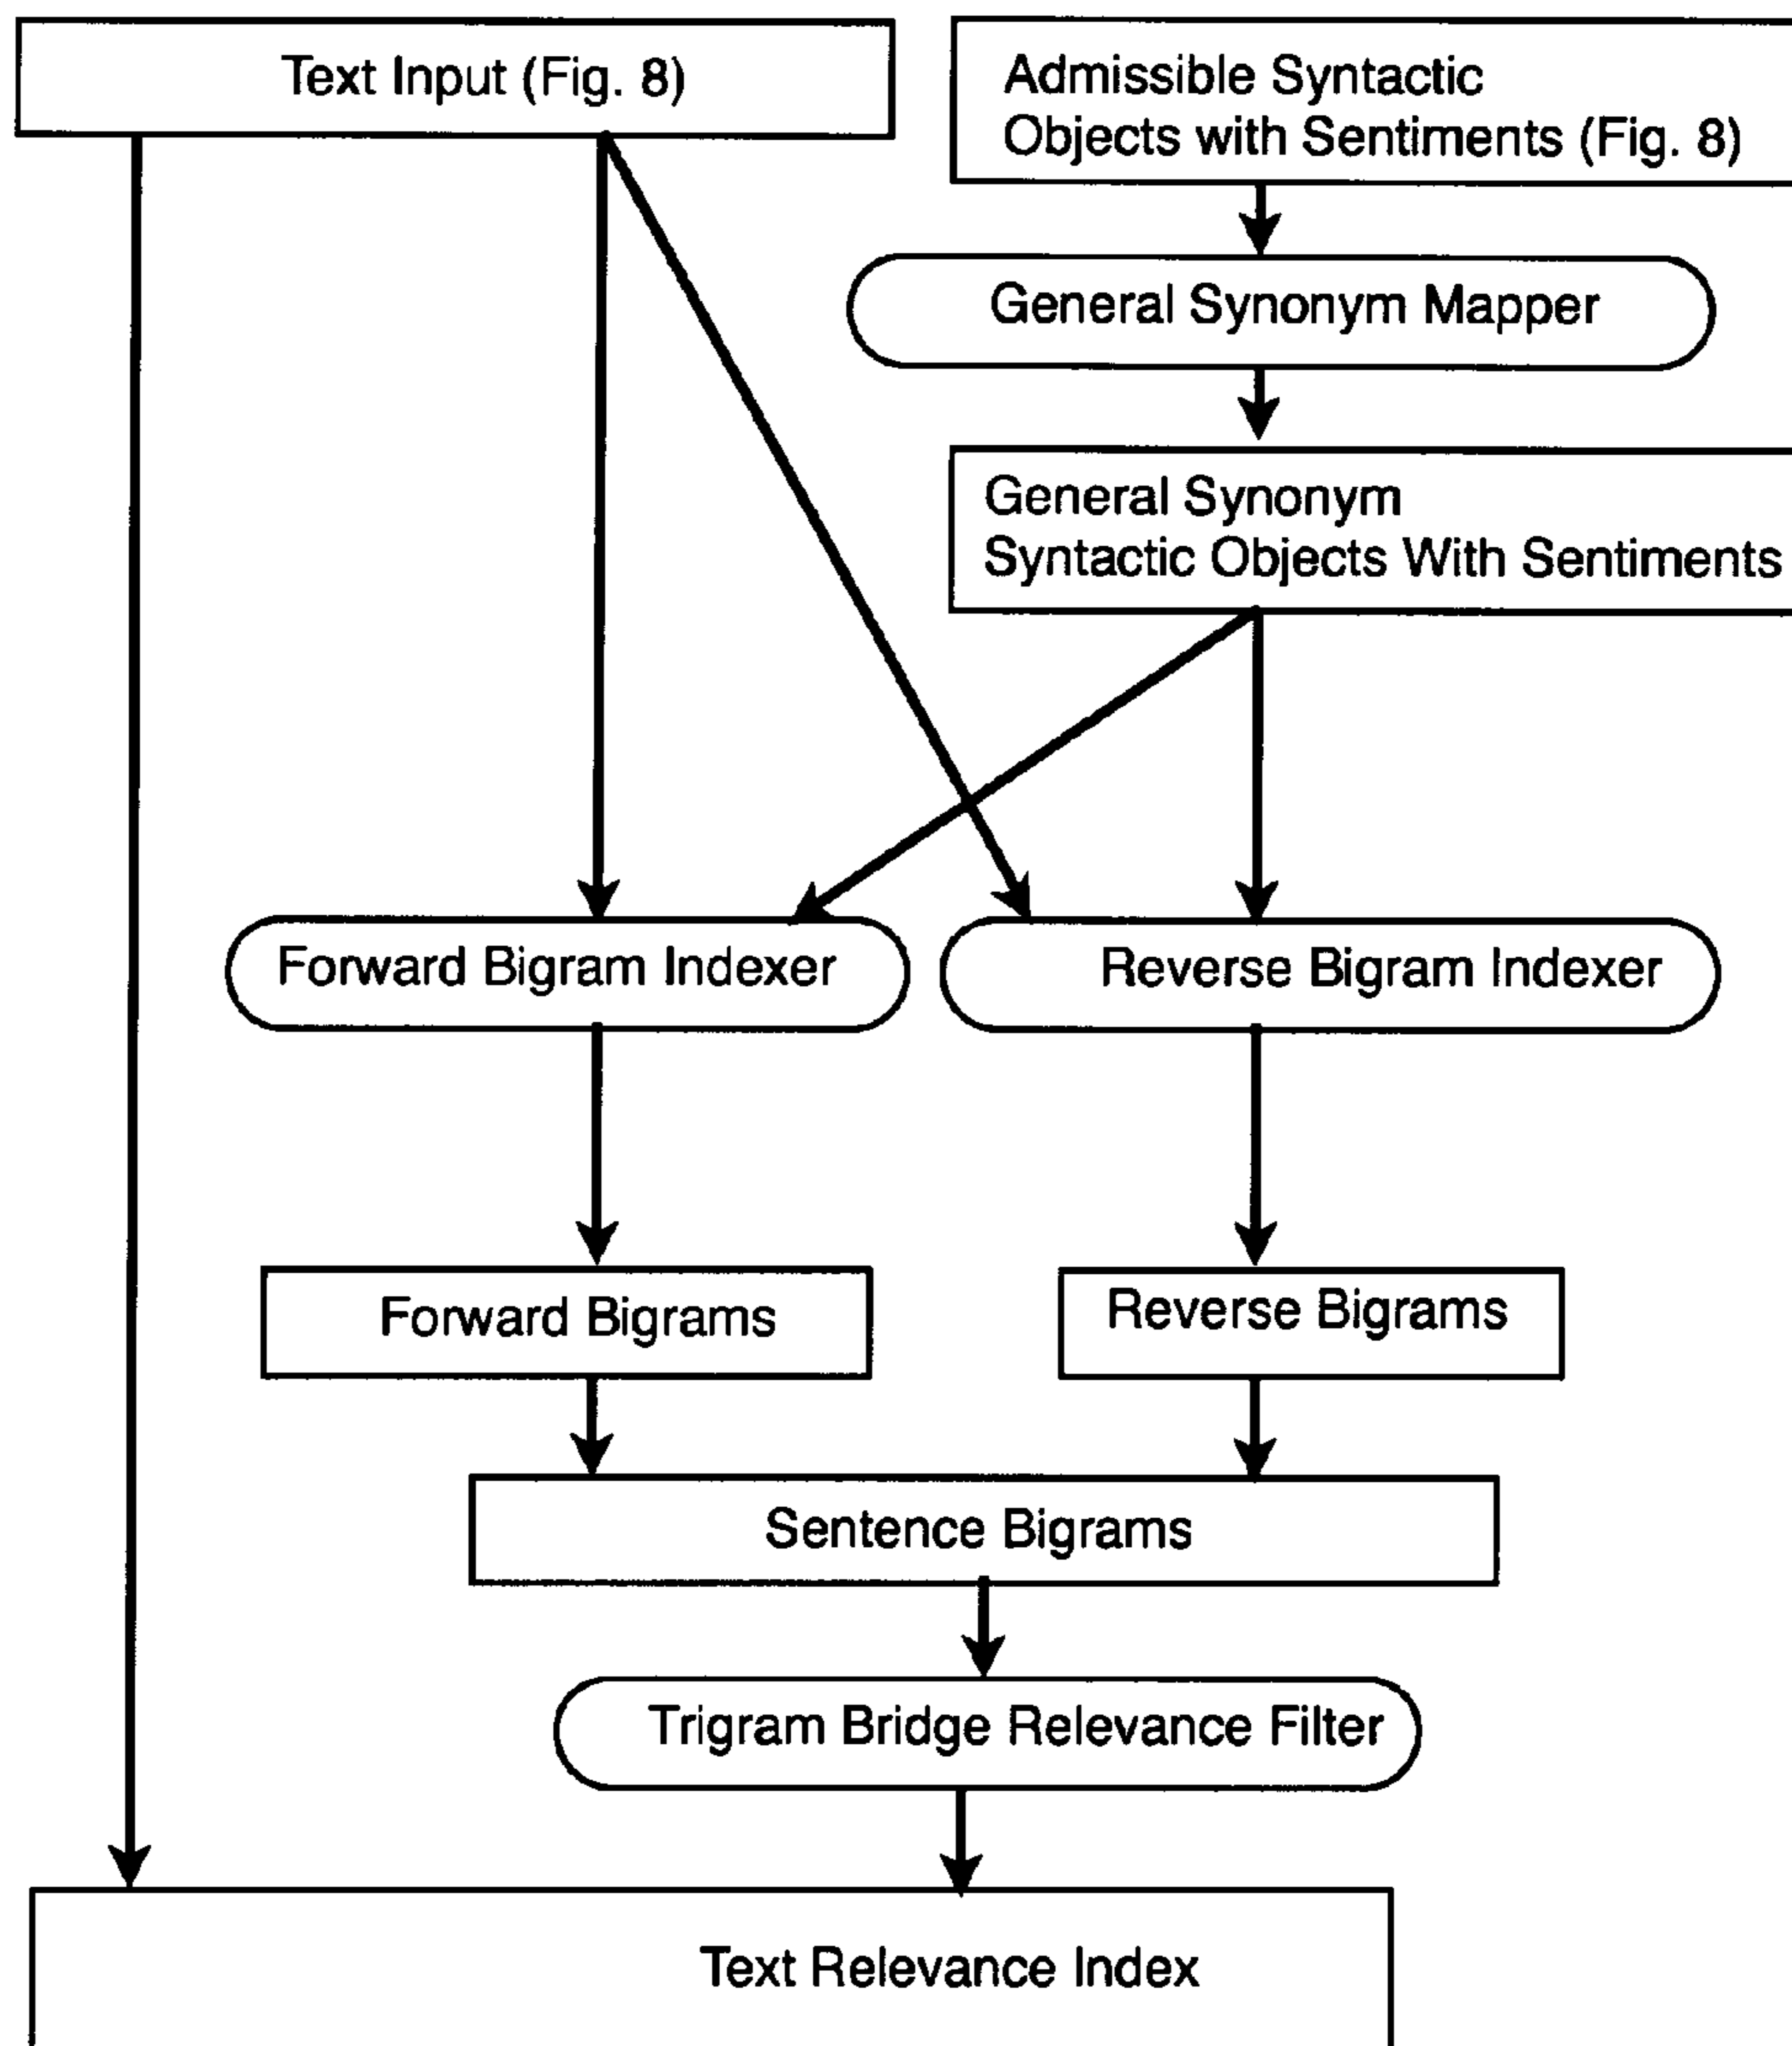 Text Input (Fig. 8)
Admissible Syntactic
Objects with Sentiments (Fig. 8)
General Synonym Mapper
General Synonym
Syntactic Objects With Sentiments
Forward Bigram Indexer
Reverse Bigram Indexer
Forward Bigrams
Reverse Bigrams
Sentence Bigrams
Trigram Bridge Relevance Filter
Text Relevance Index